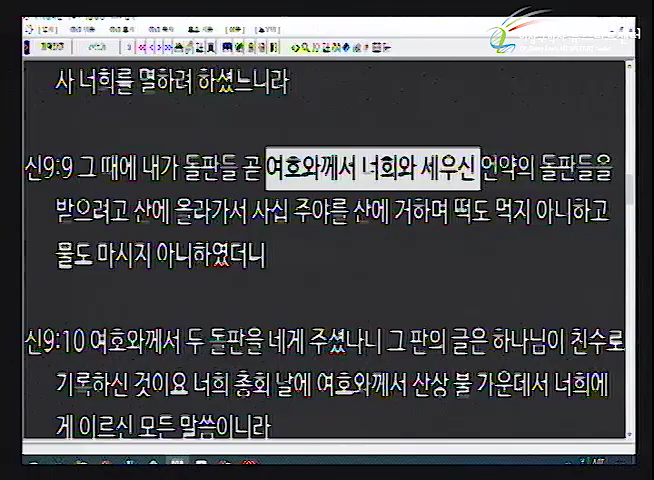 사 너희를 멸하려 하셨느니라
신9:9 그 때에 내가 돌판들 곧 여호와께서 너희와 세우신 언약의 돌판들을
받으려고 산에 올라가서 사십 주야를 산에 거하며 떡도 먹지 아니하고
물도 마시지 아니하였더니
신9:10 여호와께서 두 돌판을 네게 주셨나니 그 판의 글은 하나님이 친수로
기록하신 것이요 너희 총회 날에 여호와께서 산상 불 가운데서 너희에
게 이르신 모든 말씀이니라